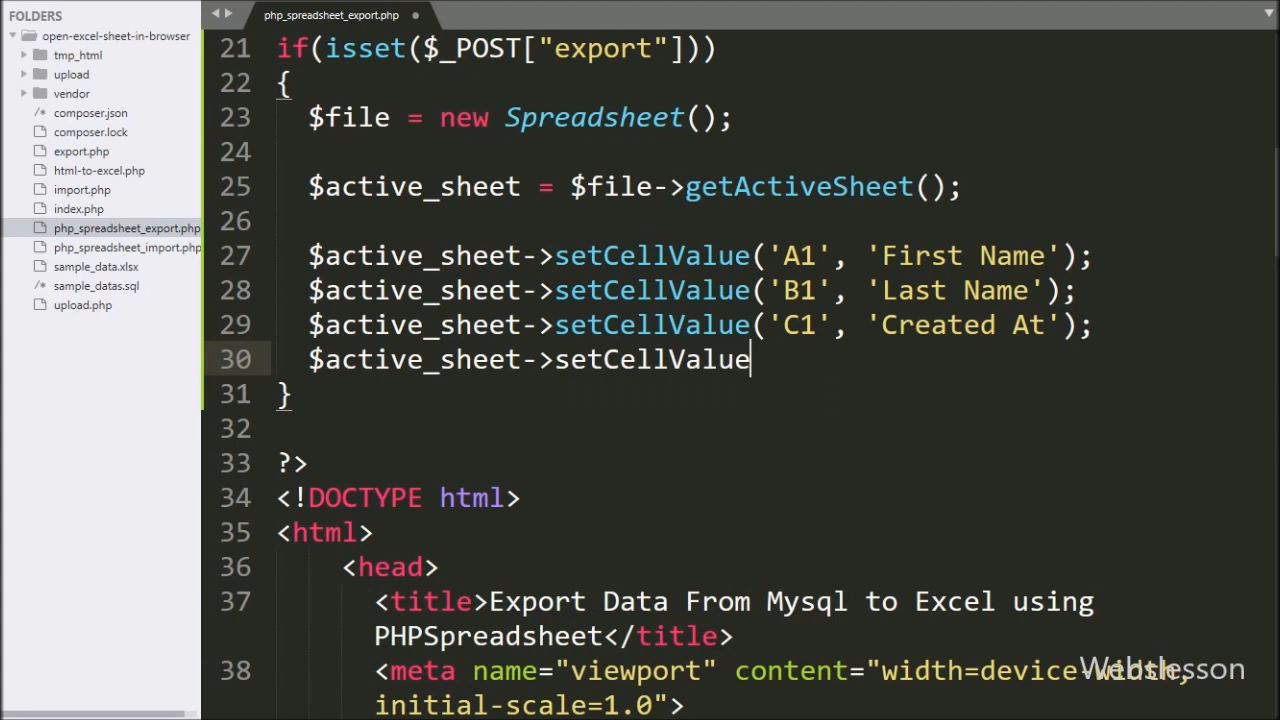 FOLDERS
open-excel-sheet-in-browser
tmp_html
upload
vendor
composer.json
composer.lock
export.php
html-to-excel.php
import.php
index.php
php_spreadsheet_export.php
php_spreadsheet_import.php
sample_data.xlsx
sample_datas.sql
upload.php
php_spreadsheet_export.php
21 if(isset($_POST["export"]))
22 {
23 $file = new Spreadsheet();
24
25 $active_sheet = $file->getActiveSheet();
26
27 $active_sheet->setCellValue('A1', 'First Name');
28 $active_sheet->setCellValue('B1', 'Last Name');
29 $active_sheet->setCellValue('C1', 'Created At');
30 $active_sheet->setCellValue
31 }
32
33 ?>
34 <!DOCTYPE html>
35 <html>
36 <head>
37 <title>Export Data From Mysql to Excel using
PHPSpreadsheet</title>
38 <meta name="viewport" content="width=device-width,
initial-scale=1.0">
Webslesson